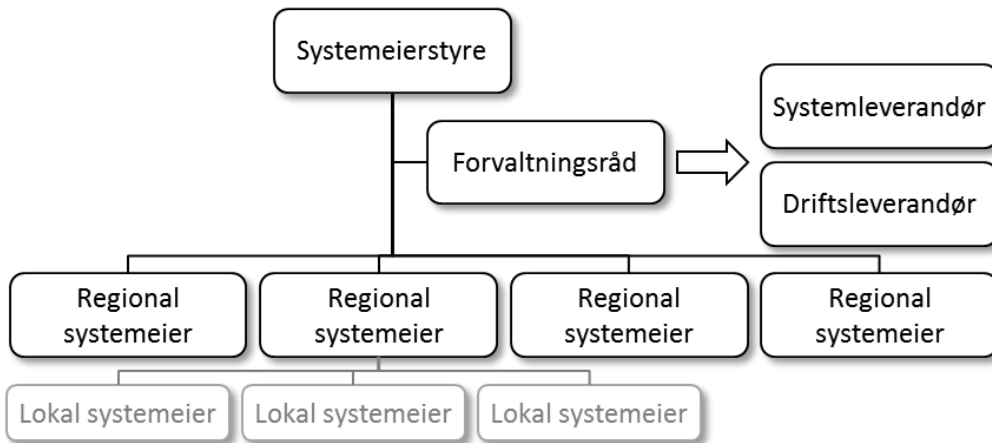 Systemeierstyre
Systemleverandør
Forvaltningsråd
Driftsleverandør
Regional
systemeier
Regional
systemeier
Regional
systemeier
Regional
systemeier
Lokal systemeier
Lokal systemeier
Lokal systemeier